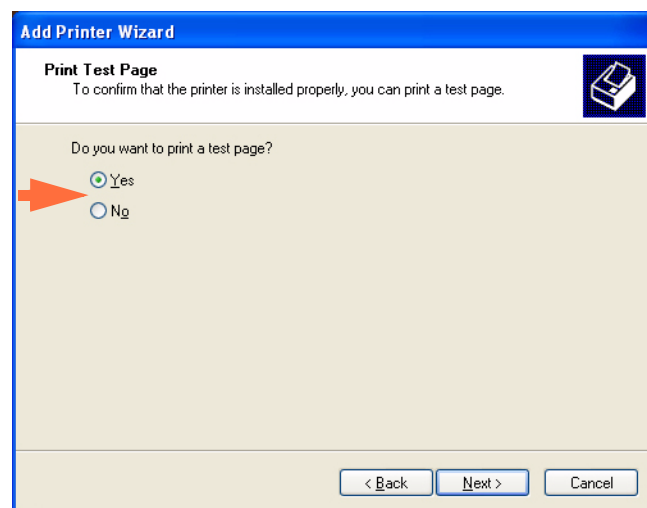 Add Printer Wizard
Print Test Page
To confirm that the printer is installed properly, you can print a test page.
Do you want to print a test page?
Yes
No
< Back Next > Cancel